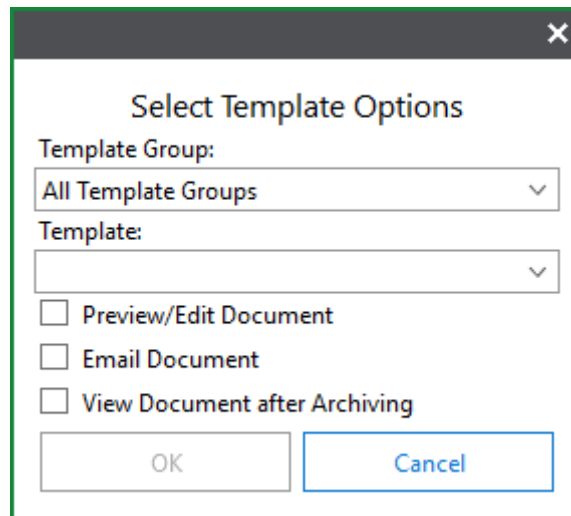 Select Template Options
Template Group:
All Template Groups
Template:
Preview/Edit Document
Email Document
View Document after Archiving
OK Cancel